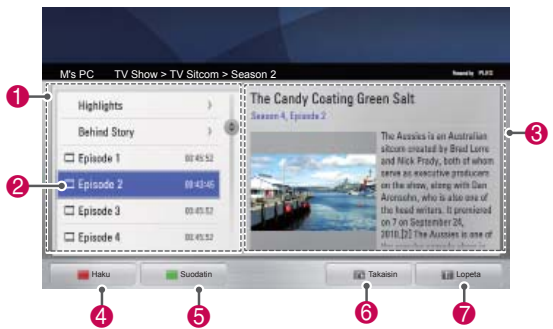 M's PC TV Show > TV Sitcom > Season 2
Powered by PLEX
1
Highlights
Behind Story
Episode 1 00:45:52
2
Episode 2 00:43:45
Episode 3 00:45:52
Episode 4 00:45:52
The Candy Coating Green Salt
Season 4, Episode 2
3
The Aussies is an Australian
sitcom created by Brad Lorre
and Nick Prady, both of whom
serve as executive producers
on the show, along with Dan
Aronsohn, who is also one of
the head writers. It premiered
on 7 on September 24,
2010.[2] The Aussies is one of
Haku
Suodatin
Takaisin
Lopeta
4
5
6
7